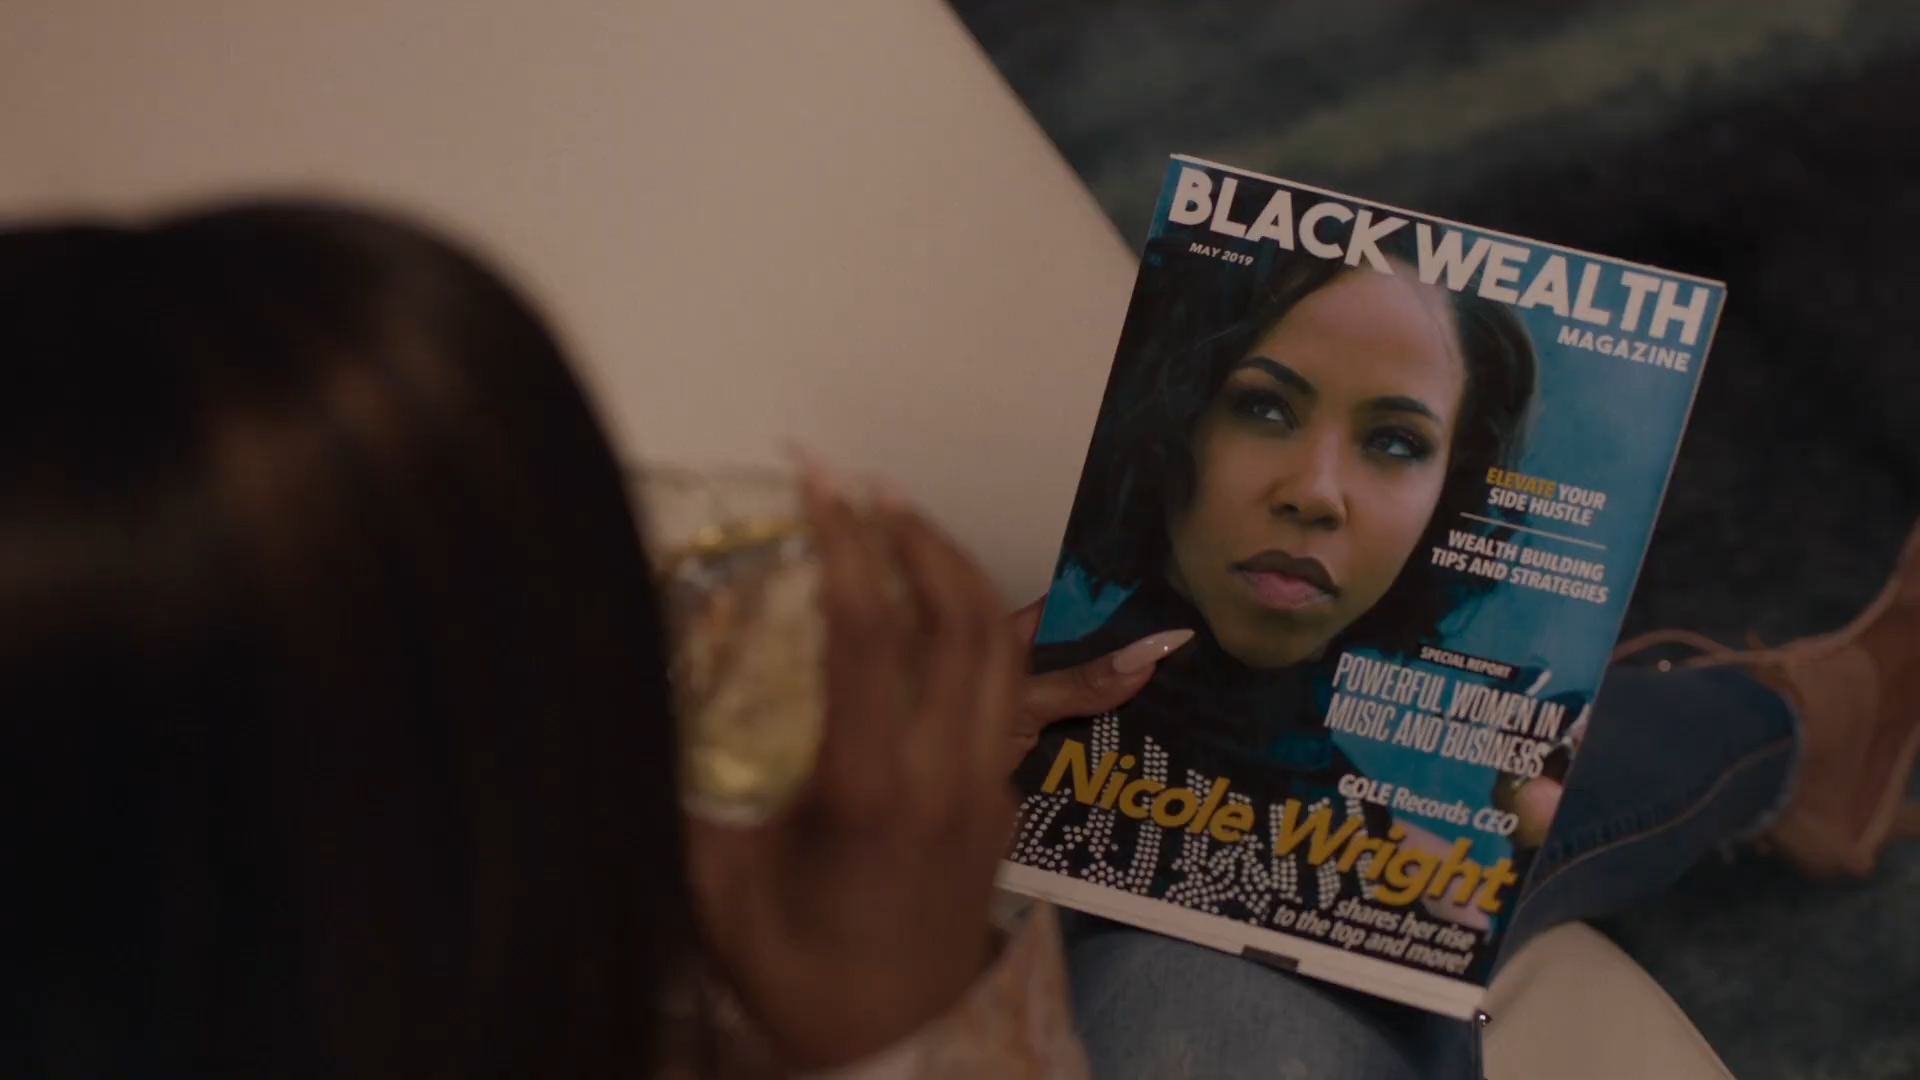 BLACK WEALTH
MAGAZINE
MAY 2019
ELEVATE YOUR
SIDE HUSTLE
WEALTH BUILDING
TIPS AND STRATEGIES
SPECIAL REPORT
POWERFUL WOMEN IN
MUSIC AND BUSINESS
GOLE Records CEO
Nicole Wright
shares her rise
to the top and more!